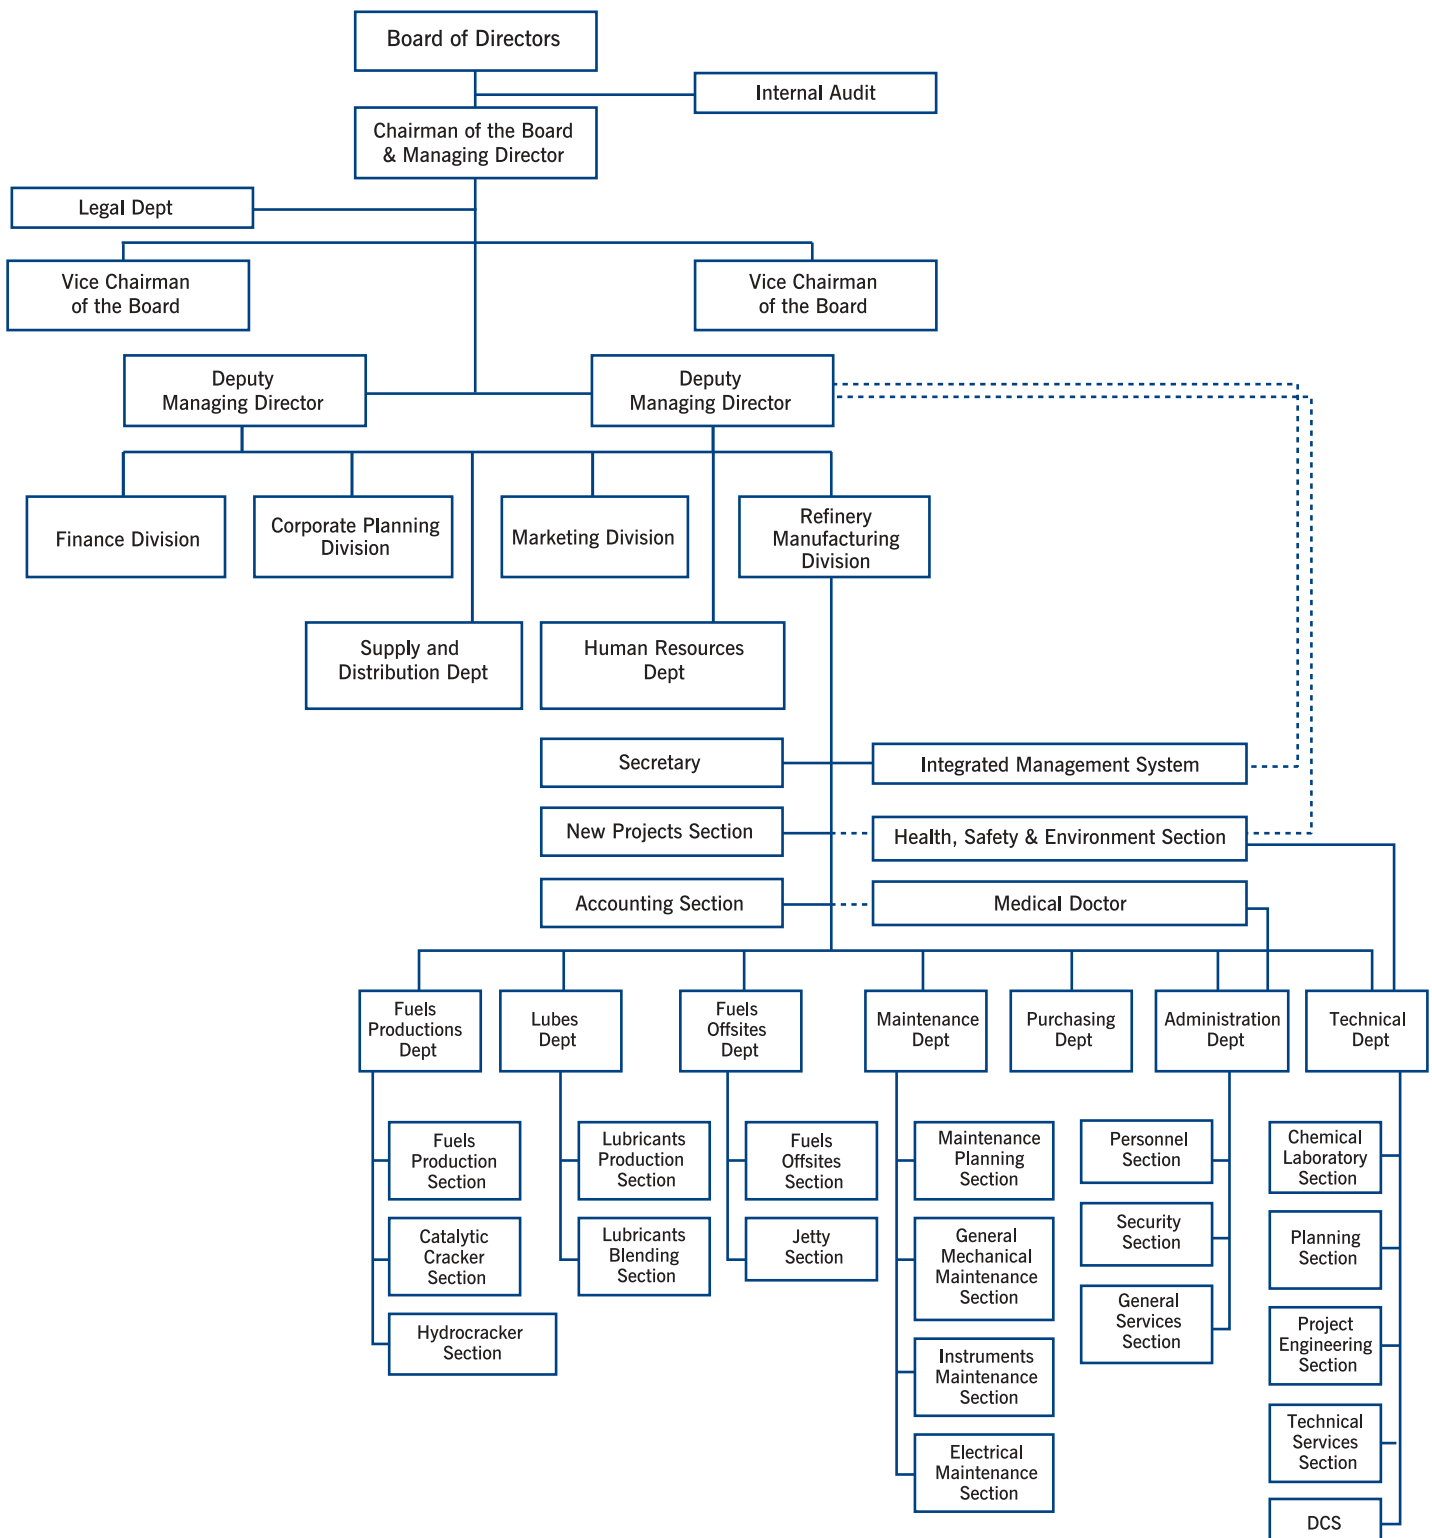 Board of Directors
Internal Audit
Chairman of the Board
& Managing Director
Legal Dept
Vice Chairman
of the Board
Vice Chairman
of the Board
Deputy
Managing Director
Deputy
Managing Director
Finance Division
Corporate Planning
Division
Marketing Division
Refinery
Manufacturing
Division
Supply and
Distribution Dept
Human Resources
Dept
Secretary
Integrated Management System
New Projects Section
Health, Safety & Environment Section
Accounting Section
Medical Doctor
Fuels
Productions
Dept
Lubes
Dept
Fuels
Offsites
Dept
Maintenance
Dept
Purchasing
Dept
Administration
Dept
Technical
Dept
Fuels
Production
Section
Catalytic
Cracker
Section
Hydrocracker
Section
Lubricants
Production
Section
Lubricants
Blending
Section
Fuels
Offsites
Section
Jetty
Section
Maintenance
Planning
Section
General
Mechanical
Maintenance
Section
Instruments
Maintenance
Section
Electrical
Maintenance
Section
Personnel
Section
Security
Section
General
Services
Section
Chemical
Laboratory
Section
Planning
Section
Project
Engineering
Section
Technical
Services
Section
DCS